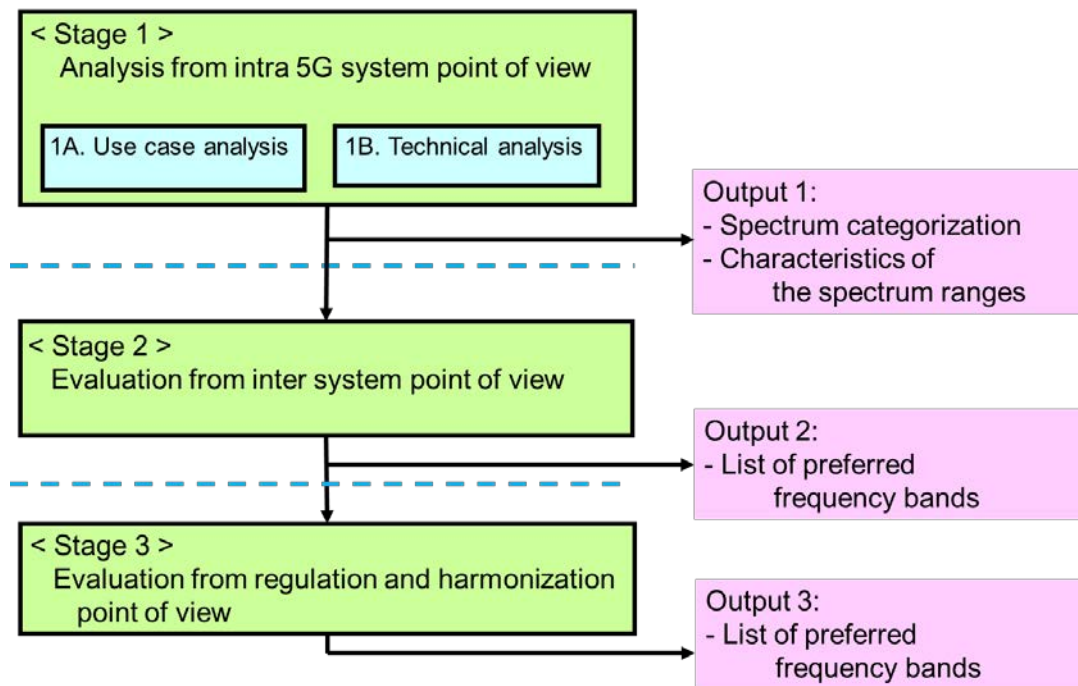 < Stage 1 >
Analysis from intra 5G system point of view
1A. Use case analysis
1B. Technical analysis
Output 1:
- Spectrum categorization
- Characteristics of
the spectrum ranges
< Stage 2 >
Evaluation from inter system point of view
Output 2:
- List of preferred
frequency bands
< Stage 3 >
Evaluation from regulation and harmonization
point of view
Output 3:
- List of preferred
frequency bands